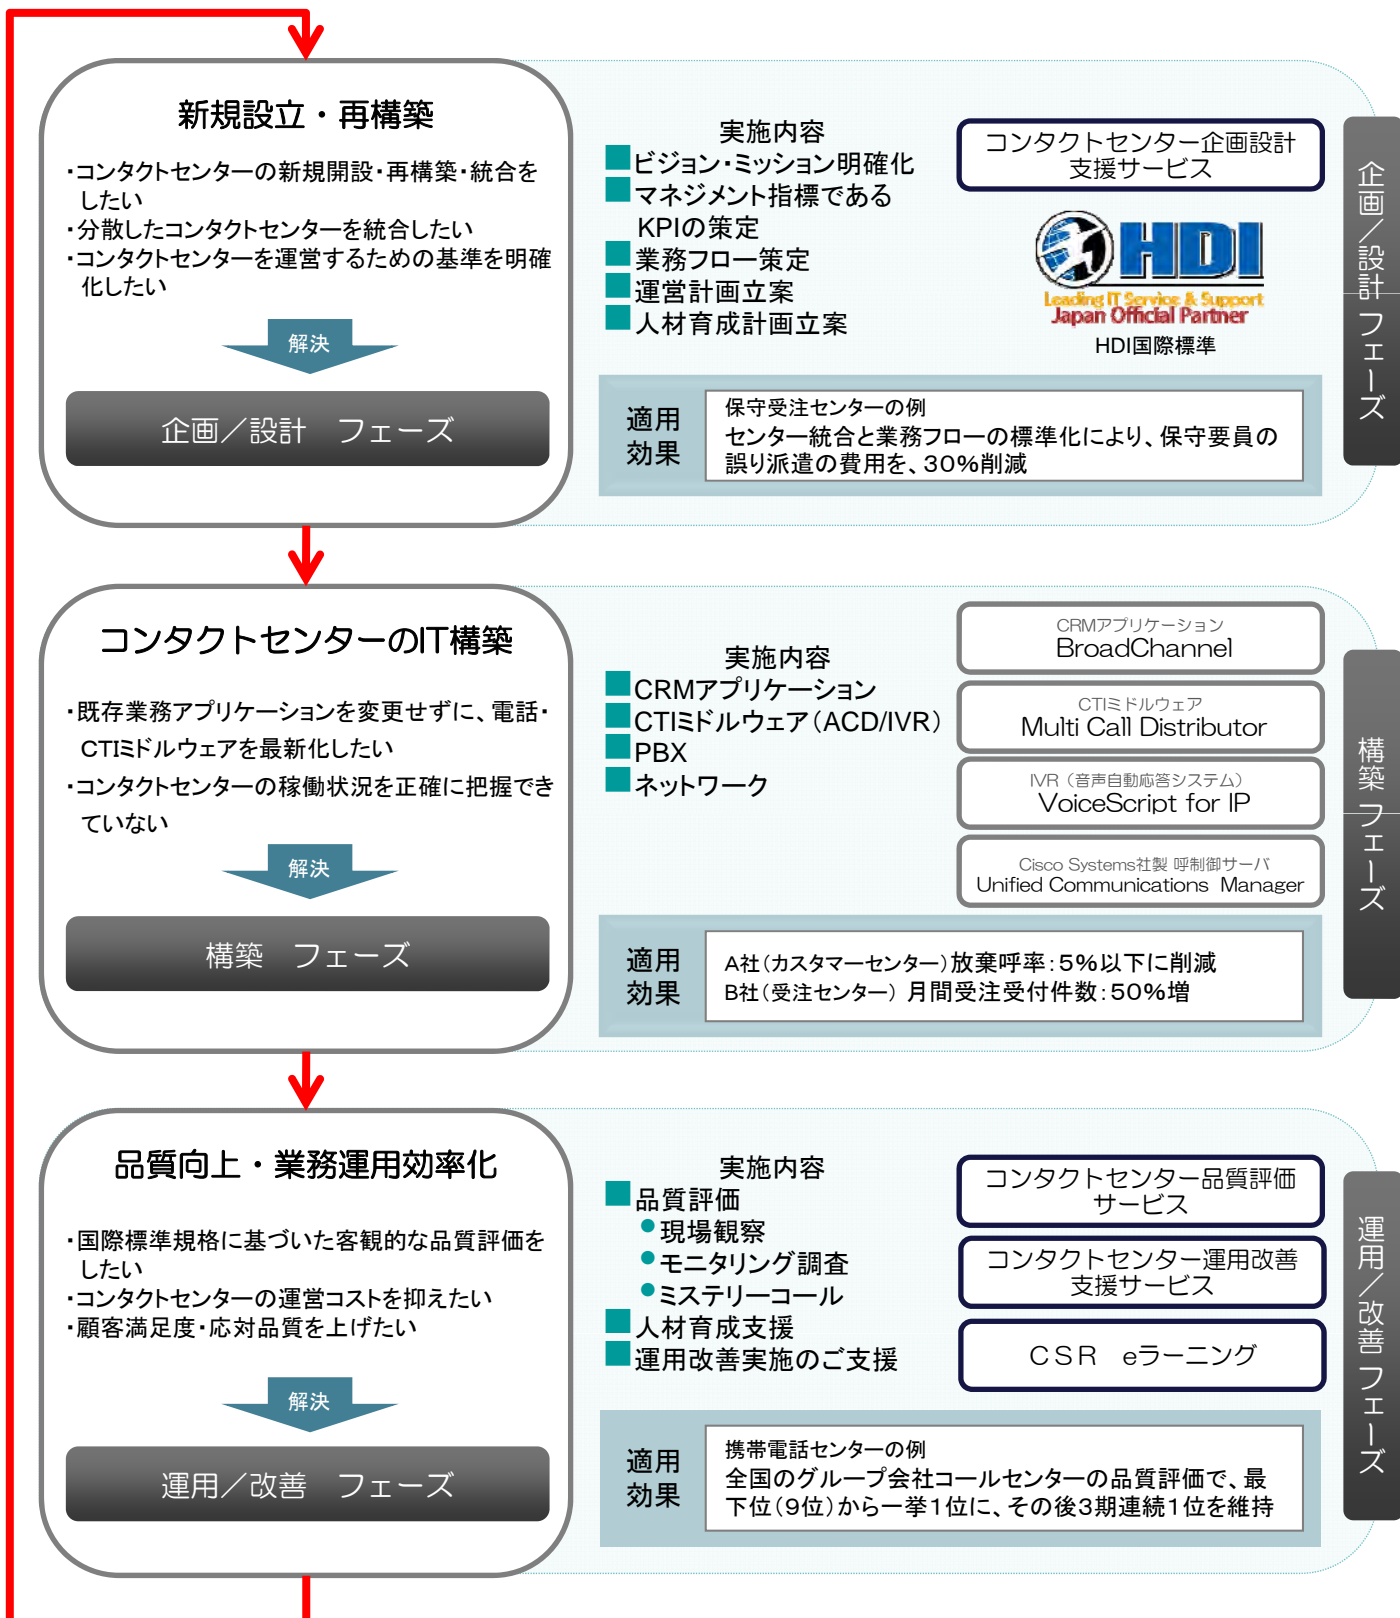 新規設立・再構築
・コンタクトセンターの新規開設・再構築・統合を
したい
・分散したコンタクトセンターを統合したい
・コンタクトセンターを運営するための基準を明確
化したい
解決
企画／設計　フェーズ
実施内容
ビジョン・ミッション明確化
マネジメント指標である
KPIの策定
業務フロー策定
運営計画立案
人材育成計画立案
コンタクトセンター企画設計
支援サービス
HDI
Leading IT Service & Support
Japan Official Partner
HDI国際標準
適用
効果
保守受注センターの例
センター統合と業務フローの標準化により、保守要員の
誤り派遣の費用を、30％削減
企画／設計 フェーズ
コンタクトセンターのIT構築
・既存業務アプリケーションを変更せずに、電話・
CTIミドルウェアを最新化したい
・コンタクトセンターの稼働状況を正確に把握でき
ていない
解決
構築　フェーズ
実施内容
CRMアプリケーション
CTIミドルウェア（ACD/IVR）
PBX
ネットワーク
CRMアプリケーション
BroadChannel
CTIミドルウェア
Multi Call Distributor
IVR（音声自動応答システム）
VoiceScript for IP
Cisco Systems社製 呼制御サーバ
Unified Communications Manager
適用
効果
A社（カスタマーセンター）放棄呼率：5％以下に削減
B社（受注センター） 月間受注受付件数：50％増
構築 フェーズ
品質向上・業務運用効率化
・国際標準規格に基づいた客観的な品質評価を
したい
・コンタクトセンターの運営コストを抑えたい
・顧客満足度・応対品質を上げたい
解決
運用／改善　フェーズ
実施内容
品質評価
現場観察
モニタリング調査
ミステリーコール
人材育成支援
運用改善実施のご支援
コンタクトセンター品質評価
サービス
コンタクトセンター運用改善
支援サービス
ＣＳＲ　eラーニング
適用
効果
携帯電話センターの例
全国のグループ会社コールセンターの品質評価で、最
下位（9位）から一挙1位に、その後3期連続1位を維持
運用／改善 フェーズ